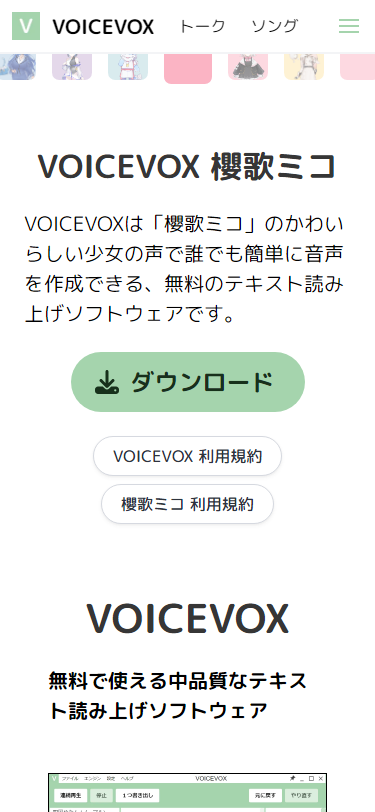 V VOICEVOX トーク ソング
VOICEVOX 櫻歌ミコ
VOICEVOXは「櫻歌ミコ」のかわい
らしい少女の声で誰でも簡単に音声
を作成できる、無料のテキスト読み
上げソフトウェアです。
ダウンロード
VOICEVOX 利用規約
櫻歌ミコ 利用規約
VOICEVOX
無料で使える中品質なテキス
ト読み上げソフトウェア
V ファイル エンジン 設定 ヘルプ VOICEVOX
連続再生 停止 1つ書き出し 元に戻す やり直す